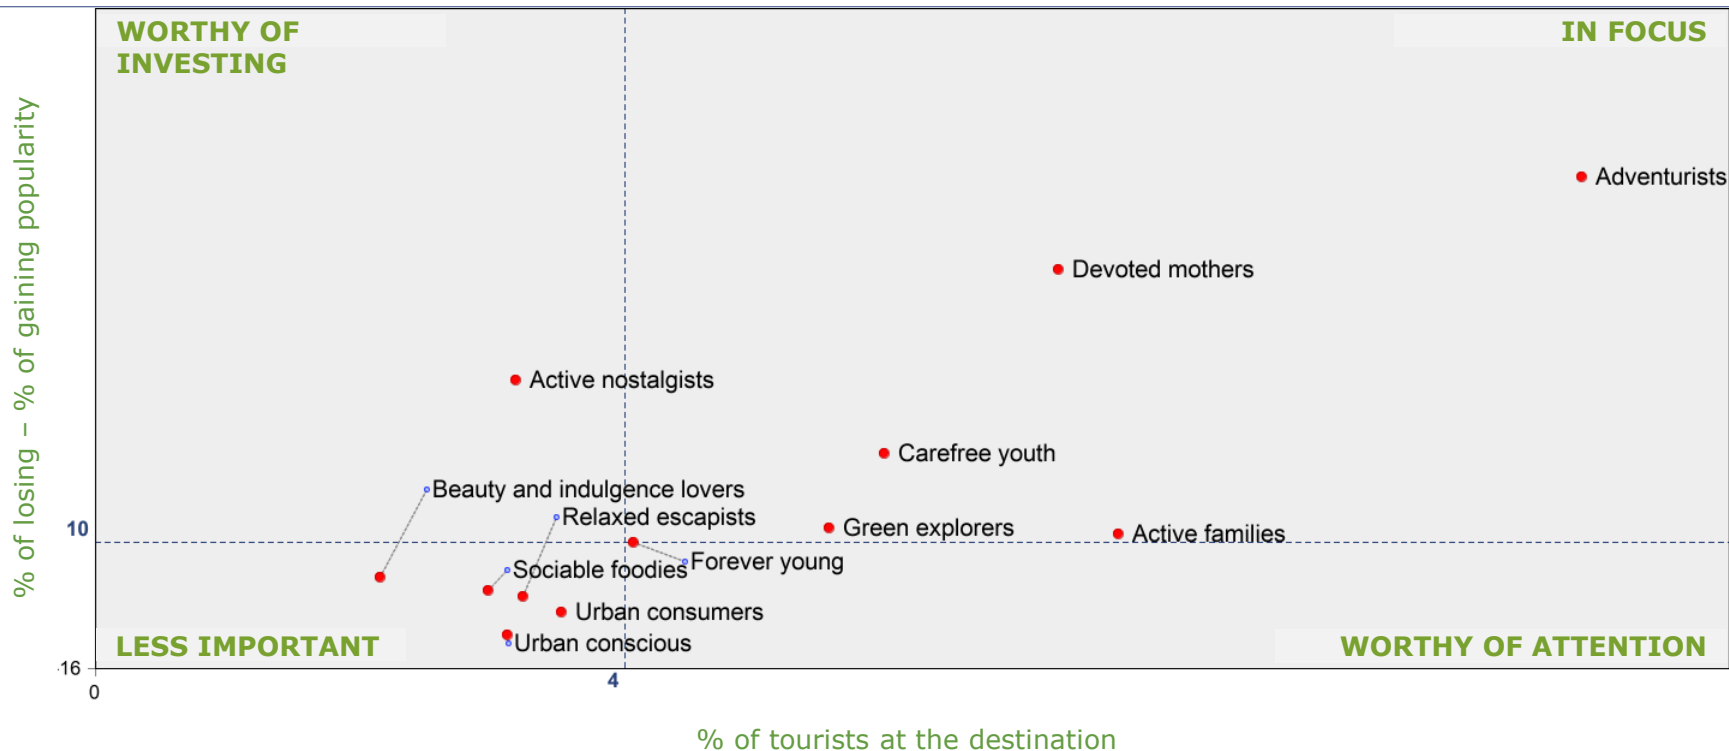 WORTHY OF
INVESTING
IN FOCUS
% of losing – % of gaining popularity
Adventurists
Devoted mothers
Active nostalgists
Carefree youth
Beauty and indulgence lovers
Relaxed escapists
10
Green explorers
Active families
Forever young
Sociable foodies
Urban consumers
Urban conscious
LESS IMPORTANT
WORTHY OF ATTENTION
-16
0
4
% of tourists at the destination